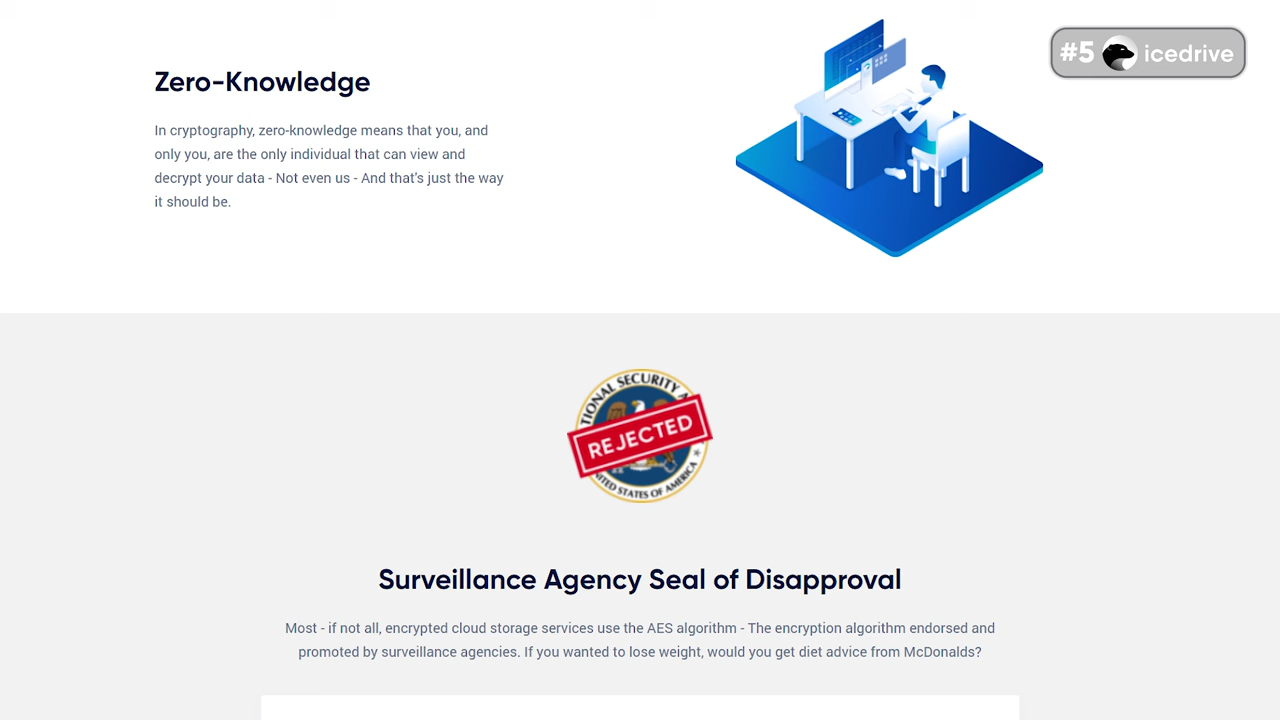 #5 icedrive
Zero-Knowledge
In cryptography, zero-knowledge means that you, and
only you, are the only individual that can view and
decrypt your data - Not even us - And that's just the way
it should be.
TIONAL SECURITY A
REJECTED
ITED STATES OF AMERICA
Surveillance Agency Seal of Disapproval
Most - if not all, encrypted cloud storage services use the AES algorithm - The encryption algorithm endorsed and
promoted by surveillance agencies. If you wanted to lose weight, would you get diet advice from McDonalds?